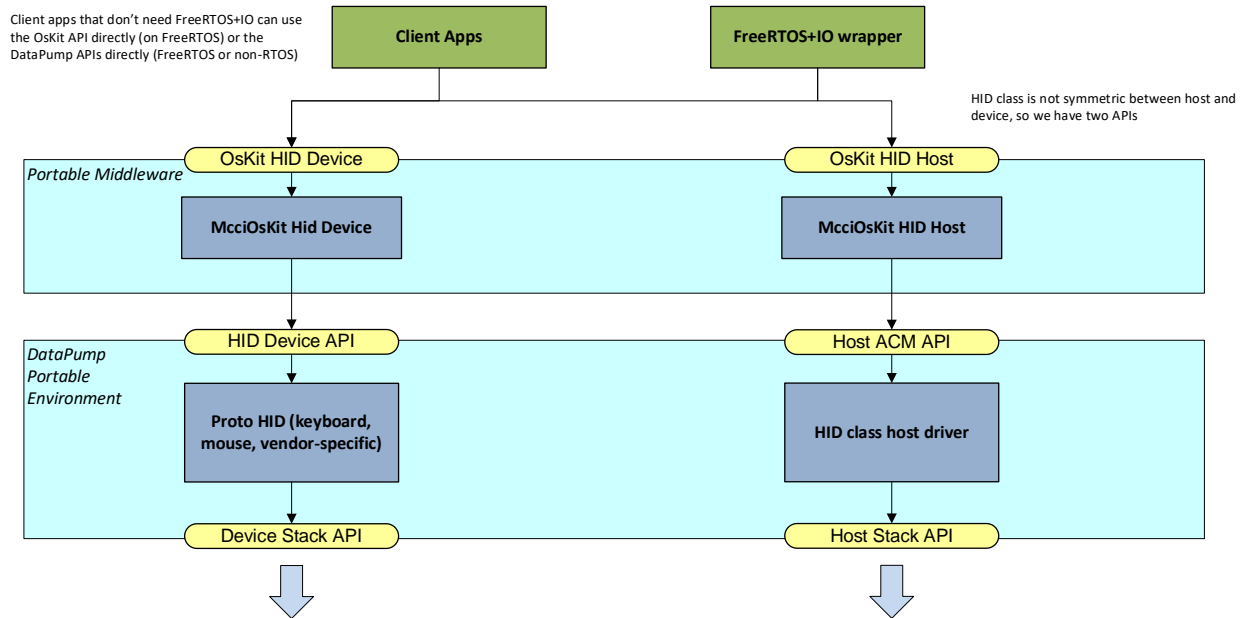 Client apps that don’t need FreeRTOS+IO can use
the OsKit API directly (on FreeRTOS) or the
DataPump APIs directly (FreeRTOS or non-RTOS)
Client Apps
FreeRTOS+IO wrapper
HID class is not symmetric between host and
device, so we have two APIs
OsKit HID Device
OsKit HID Host
Portable Middleware
McciOsKit Hid Device
McciOsKit HID Host
HID Device API
Host ACM API
DataPump
Portable
Environment
Proto HID (keyboard,
mouse, vendor-specific)
HID class host driver
Device Stack API
Host Stack API